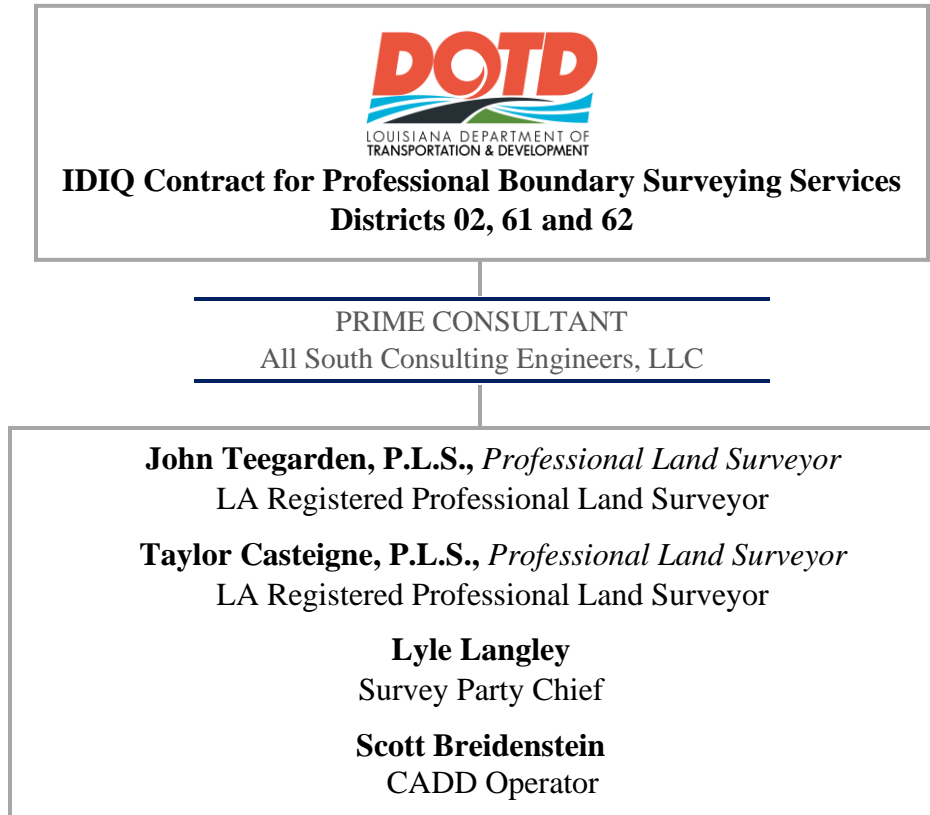 DOTD
LOUISIANA DEPARTMENT OF
TRANSPORTATION & DEVELOPMENT
IDIQ Contract for Professional Boundary Surveying Services
Districts 02, 61 and 62
PRIME CONSULTANT
All South Consulting Engineers, LLC
John Teegarden, P.L.S., Professional Land Surveyor
LA Registered Professional Land Surveyor
Taylor Casteigne, P.L.S., Professional Land Surveyor
LA Registered Professional Land Surveyor
Lyle Langley
Survey Party Chief
Scott Breidenstein
CADD Operator